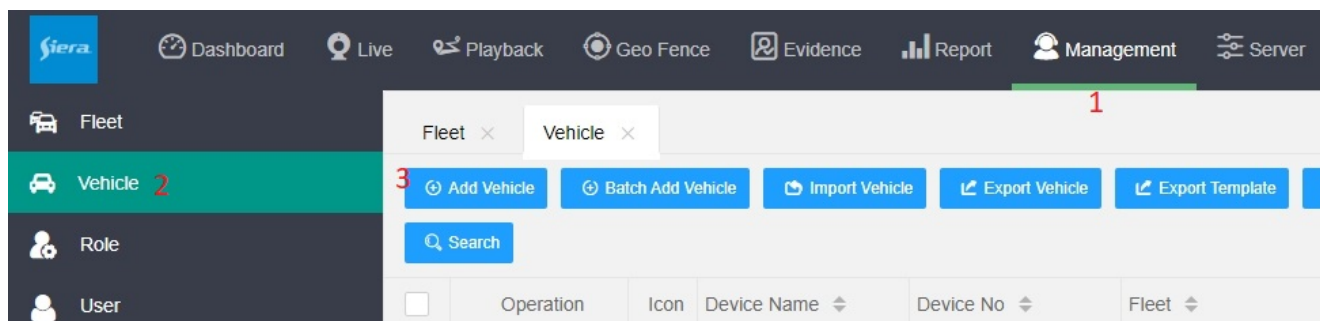 Siera Dashboard Live Playback Geo Fence Evidence Report Management Server
1
Fleet
Fleet × Vehicle ×
Vehicle 2
3 Add Vehicle Batch Add Vehicle Import Vehicle Export Vehicle Export Template
Role
Search
User
Operation Icon Device Name Device No Fleet